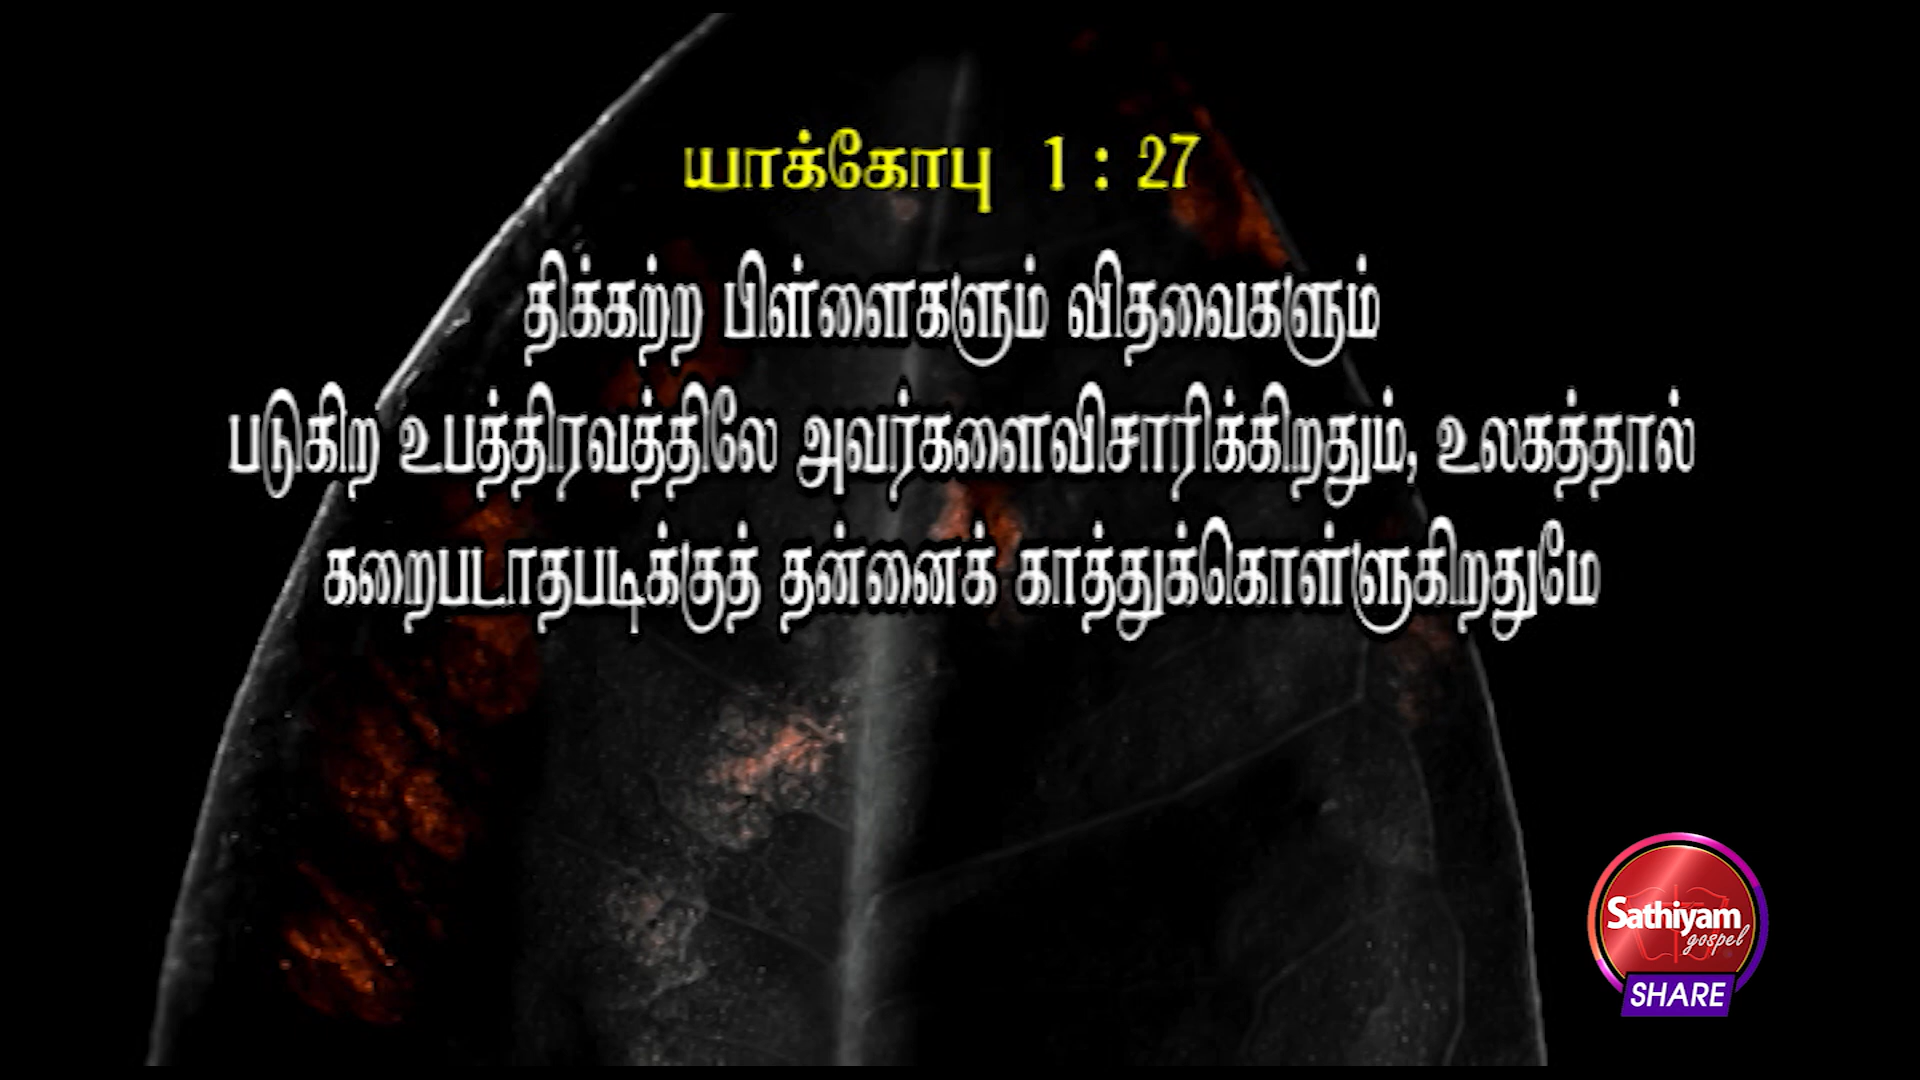 யாக்கோபு 1 : 27
திக்கற்ற பிள்ளைகளும் விதவைகளும்
படுகிற உபத்திரவத்திலே அவர்களைவிசாரிக்கிறதும், உலகத்தால்
கறைபடாதபடிக்குத் தன்னைக் காத்துக்கொள்ளுகிறதுமே
Sathiyam
gospel
SHARE